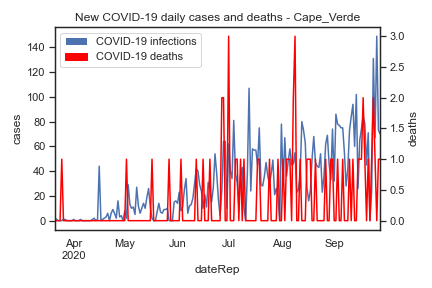 New COVID-19 daily cases and deaths - Cape_Verde
COVID-19 infections
COVID-19 deaths
140
120
100
80
60
40
20
0
cases
3.0
2.5
2.0
1.5
1.0
0.5
0.0
deaths
Apr May Jun Jul Aug Sep
2020
dateRep